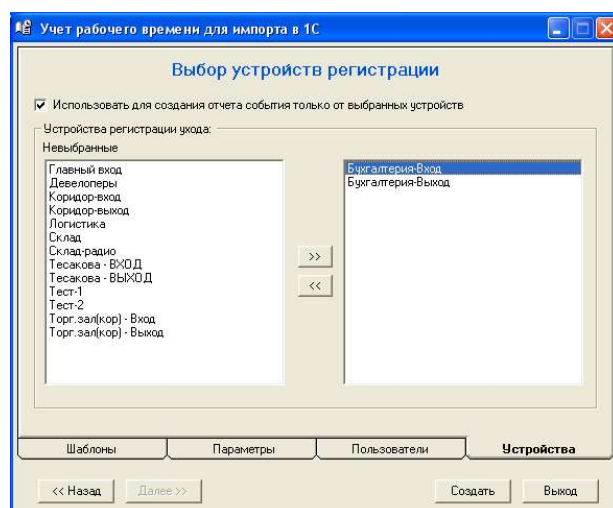 Учет рабочего времени для импорта в 1С
Выбор устройств регистрации
Использовать для создания отчета события только от выбранных устройств
Устройства регистрации ухода:
Невыбранные
Главный вход
Девелоперы
Коридор-вход
Коридор-выход
Логистика
Склад
Склад-радио
Тесакова - ВХОД
Тесакова - ВЫХОД
Тест-1
Тест-2
Торг.зал(кор) - Вход
Торг.зал(кор) - Выход
>>
<<
Бухгалтерия-Вход
Бухгалтерия-Выход
Шаблоны
Параметры
Пользователи
Устройства
<< Назад
Далее >>
Создать
Выход